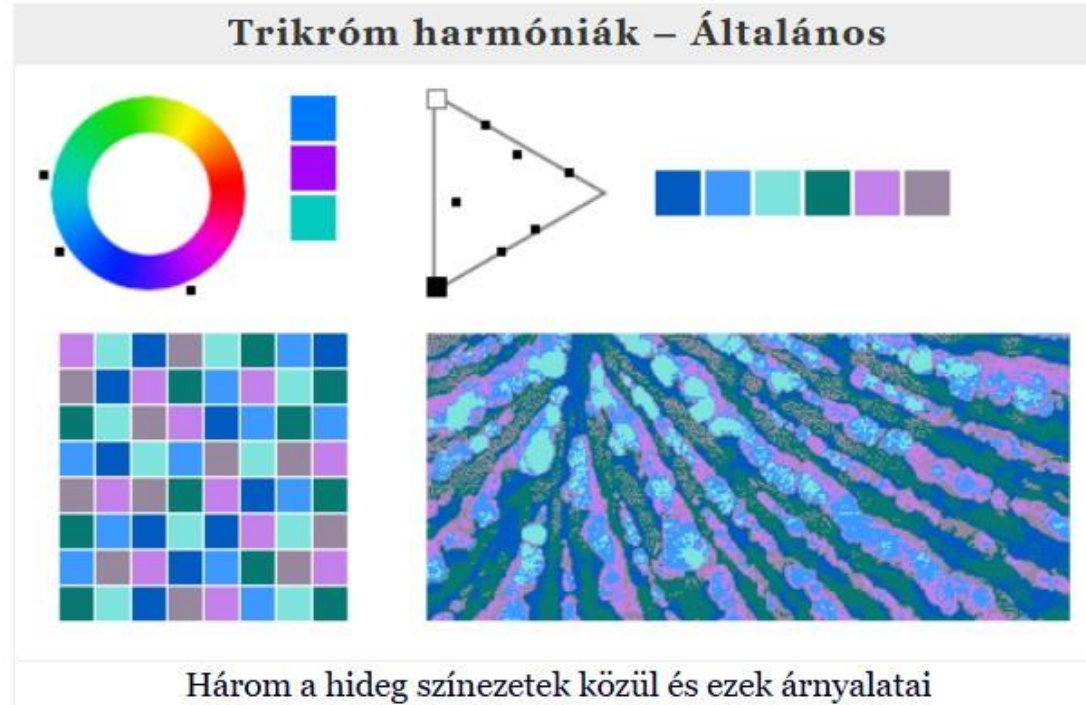 Trikróm harmóniák – Általános
Három a hideg színezetek közül és ezek árnyalatai